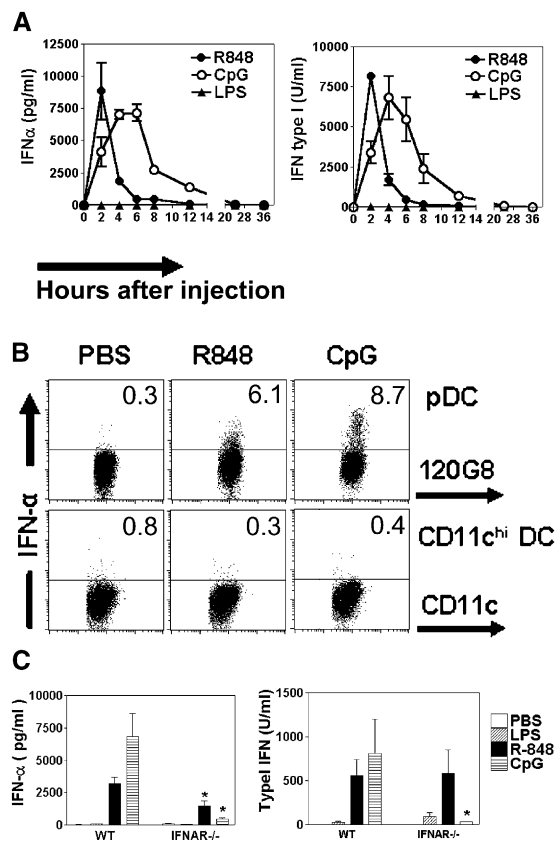 A
IFNα (pg/ml)
12500
10000
7500
5000
2500
0
R848
CpG
LPS
0 2 4 6 8 10 12 14 20 28 36
IFN type I (U/ml)
10000
7500
5000
2500
0
R848
CpG
LPS
0 2 4 6 8 10 12 14 20 28 36
Hours after injection
B
PBS R848 CpG
0.3 6.1 8.7
pDC
120G8
IFN-α
0.8 0.3 0.4
CD11chi DC
CD11c
C
IFN-α ( pg/ml )
10000
7500
5000
2500
0
* *
WT IFNAR-/-
TypeI IFN (U/ml)
1500
1000
500
0
*
WT IFNAR-/-
PBS
LPS
R-848
CpG